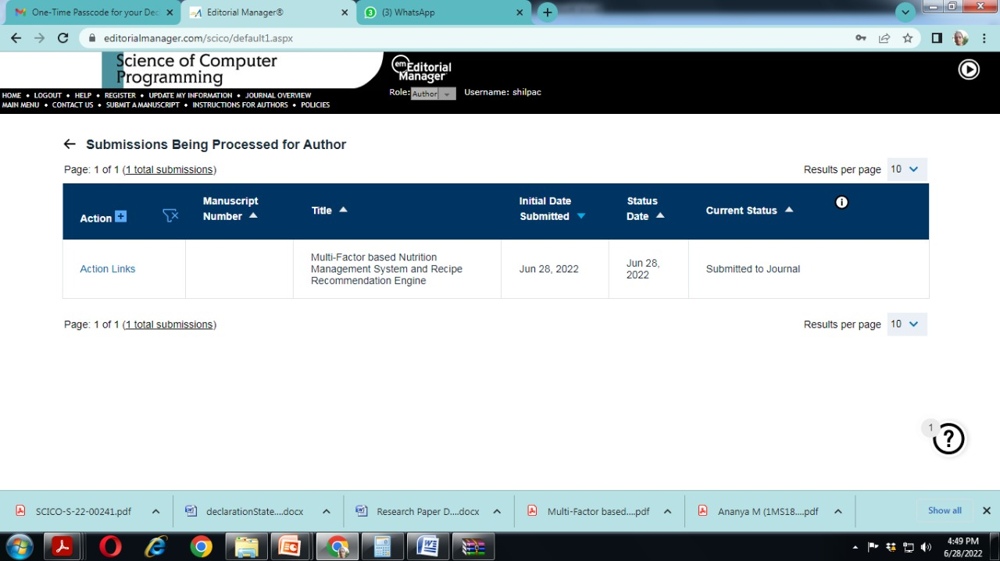 One-Time Passcode for your Dec
Editorial Manager®
(3) WhatsApp
editorialmanager.com/scico/default1.aspx
Science of Computer
Programming
em Editorial
Manager
HOME • LOGOUT • HELP • REGISTER • UPDATE MY INFORMATION • JOURNAL OVERVIEW
MAIN MENU • CONTACT US • SUBMIT A MANUSCRIPT • INSTRUCTIONS FOR AUTHORS • POLICIES
Role: Author Username: shilpac
Submissions Being Processed for Author
Page: 1 of 1 (1 total submissions)
Results per page 10
Action
Manuscript
Number
Title
Initial Date
Submitted
Status
Date
Current Status
Action Links
Multi-Factor based Nutrition
Management System and Recipe
Recommendation Engine
Jun 28, 2022
Jun 28,
2022
Submitted to Journal
Page: 1 of 1 (1 total submissions)
Results per page 10
1
?
SCICO-S-22-00241.pdf
declarationState....docx
Research Paper D....docx
Multi-Factor based....pdf
Ananya M (1MS18....pdf
Show all
4:49 PM
6/28/2022